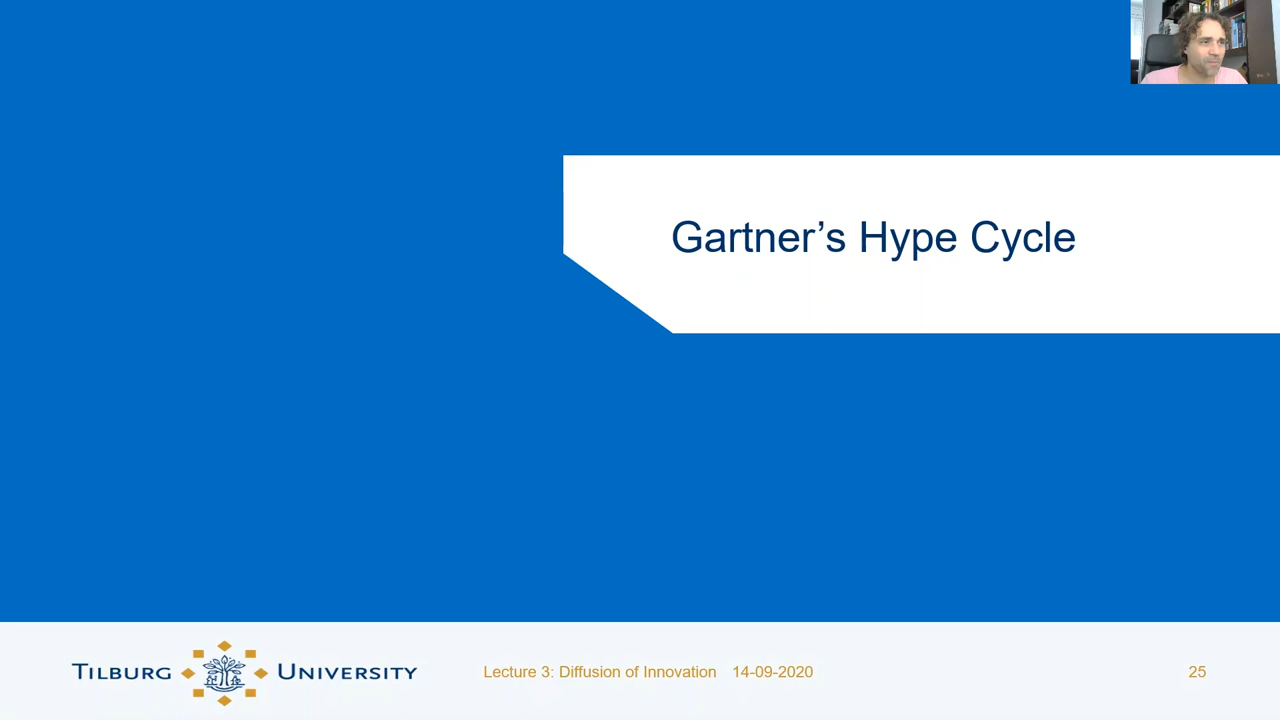 Gartner’s Hype Cycle
TILBURG UNIVERSITY
Lecture 3: Diffusion of Innovation 14-09-2020
25